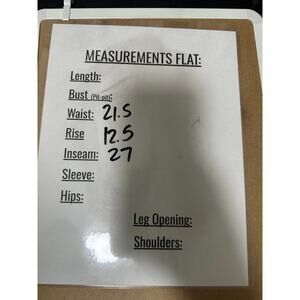 MEASUREMENTS FLAT:
Length:
Bust (Pit-pit):
Waist: 21.5
Rise 12.5
Inseam: 27
Sleeve:
Hips:
Leg Opening:
Shoulders: